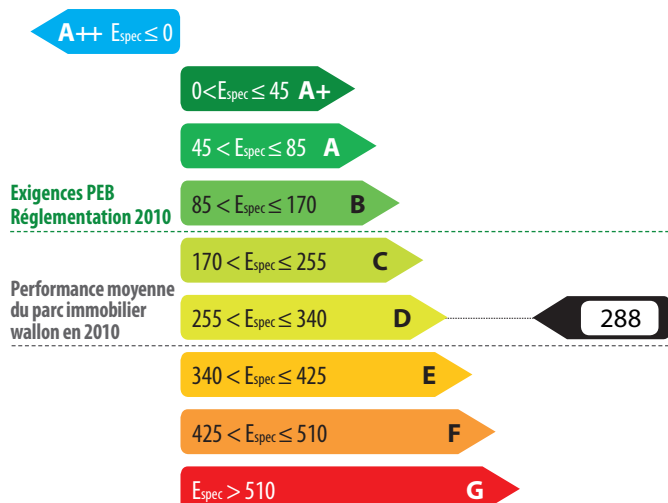 A++ Espec ≤ 0
0<Espec ≤ 45 A+
45 < Espec ≤ 85 A
Exigences PEB
Réglementation 2010
85 < Espec ≤ 170 B
170 < Espec ≤ 255 C
Performance moyenne
du parc immobilier
wallon en 2010
255 < Espec ≤ 340 D
288
340 < Espec ≤ 425 E
425 < Espec ≤ 510 F
Espec > 510 G